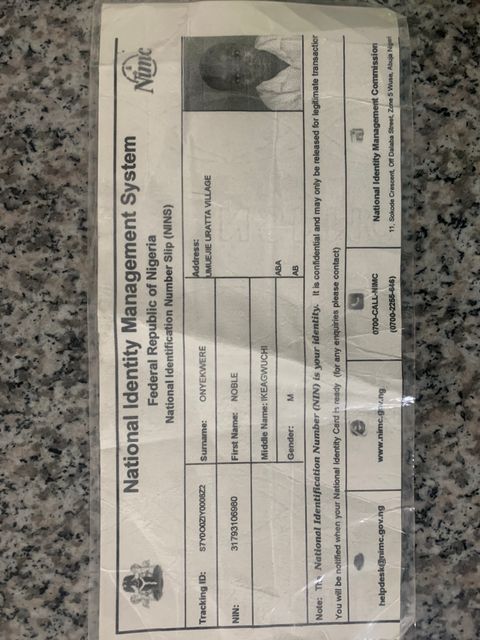 National Identity Management System
Federal Republic of Nigeria
National Identification Number Slip (NINS)
Nimc
Tracking ID: S7Y0O0ZIY0008Z2
Surname: ONYEKWERE
Address:
UMUEJIE URATTA VILLAGE
NIN: 31793106980
First Name: NOBLE
Middle Name: IKEAGWUCHI
ABA
Gender: M
AB
Note: The National Identification Number (NIN) is your identity. It is confidential and may only be released for legitimate transaction
You will be notified when your National Identity Card is ready (for any enquiries please contact)
helpdesk@nimc.gov.ng
www.nimc.gov.ng
0700-CALL-NIMC
(0700-2255-646)
National Identity Management Commission
11, Sokode Crescent, Off Dalaba Street, Zone 5 Wuse, Abuja Nigeri